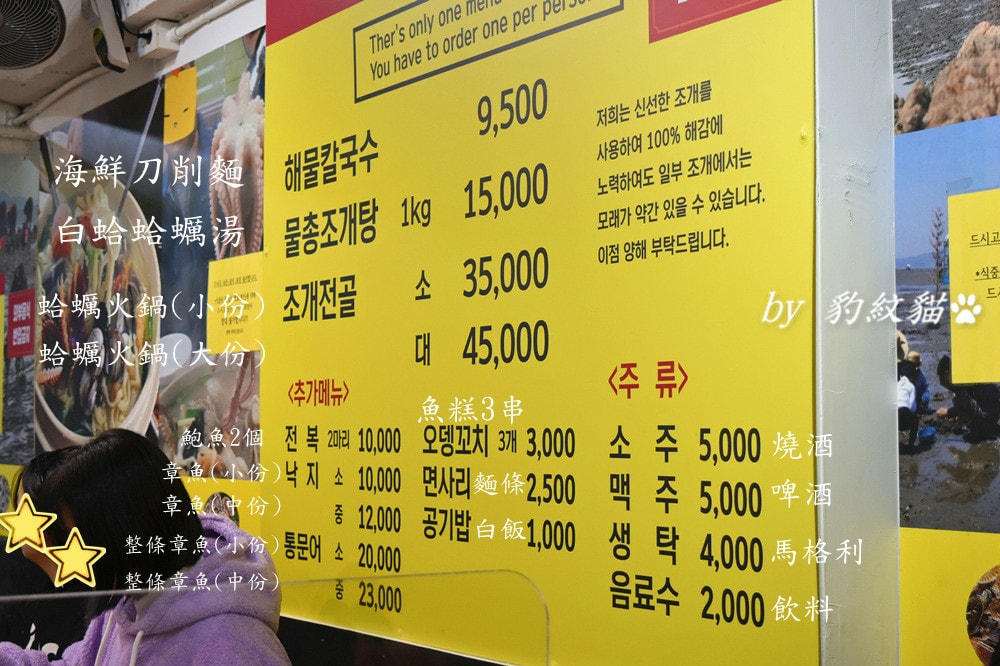 Ther's only one menu
You have to order one per person
해물칼국수 9,500
물총조개탕 1kg 15,000
조개전골 소 35,000
대 45,000
저희는 신선한 조개를
사용하여 100% 해감에
노력하여도 일부 조개에서는
모래가 약간 있을 수 있습니다.
이점 양해 부탁드립니다.
海鮮刀削麵
白蛤蛤蠣湯
蛤蠣火鍋(小份)
蛤蠣火鍋(大份)
by 豹紋貓
드시고
•식중
드시
<추가메뉴>
전복 2마리 10,000
낙지 소 10,000
중 12,000
통문어 소 20,000
중 23,000
鮑魚2個
章魚(小份)
章魚(中份)
整條章魚(小份)
整條章魚(中份)
魚糕3串
오뎅꼬치 3개 3,000
면사리 麵條 2,500
공기밥 白飯 1,000
<주 류>
소 주 5,000 燒酒
맥 주 5,000 啤酒
생 탁 4,000 馬格利
음료수 2,000 飲料